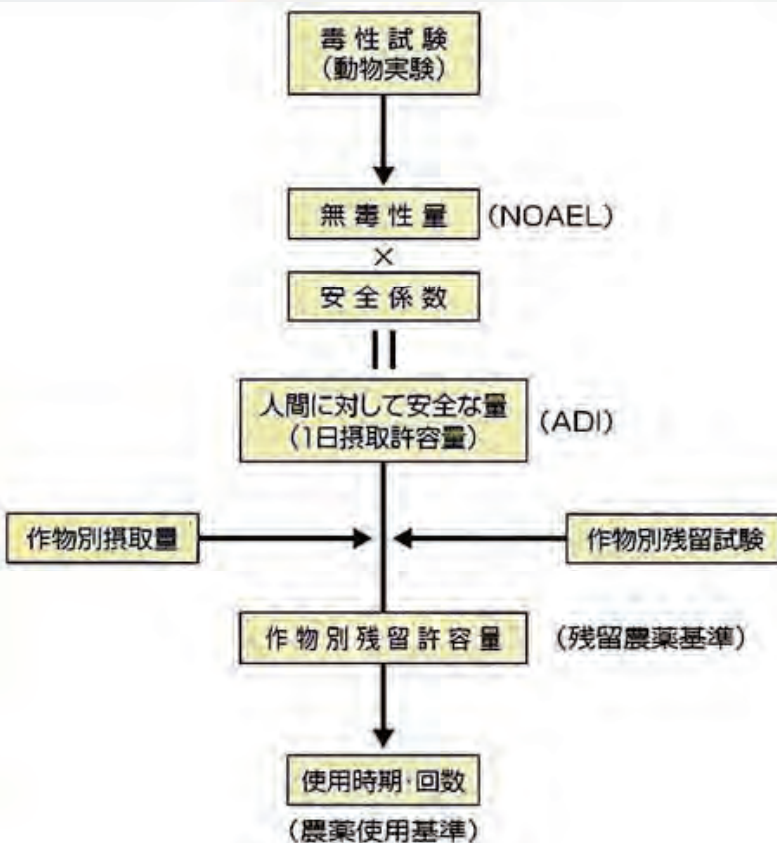 毒性試験
(動物実験)
無毒性量 (NOAEL)
×
安全係数
人間に対して安全な量
(1日摂取許容量) (ADI)
作物別摂取量 作物別残留試験
作物別残留許容量 (残留農薬基準)
使用時期・回数
(農薬使用基準)